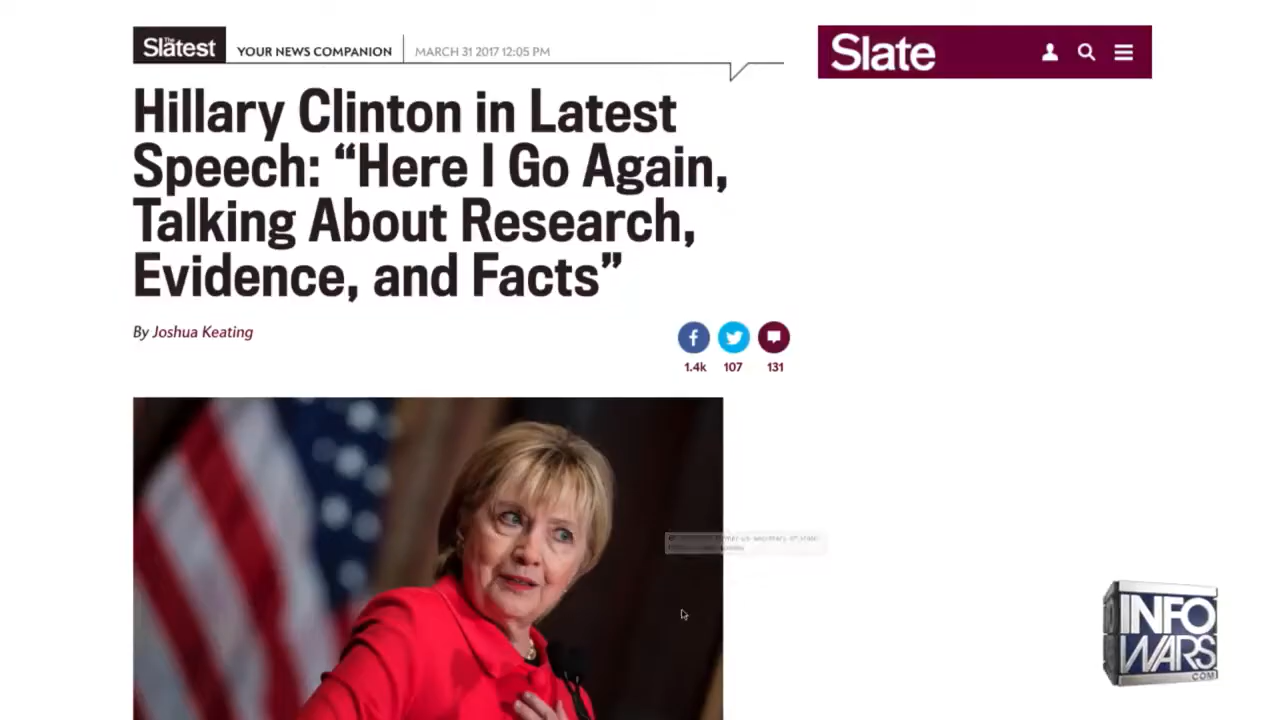 The
Slatest
YOUR NEWS COMPANION
MARCH 31 2017 12:05 PM
Slate
Hillary Clinton in Latest
Speech: “Here I Go Again,
Talking About Research,
Evidence, and Facts”
By Joshua Keating
f
1.4k
107
131
INFO
WARS
.COM